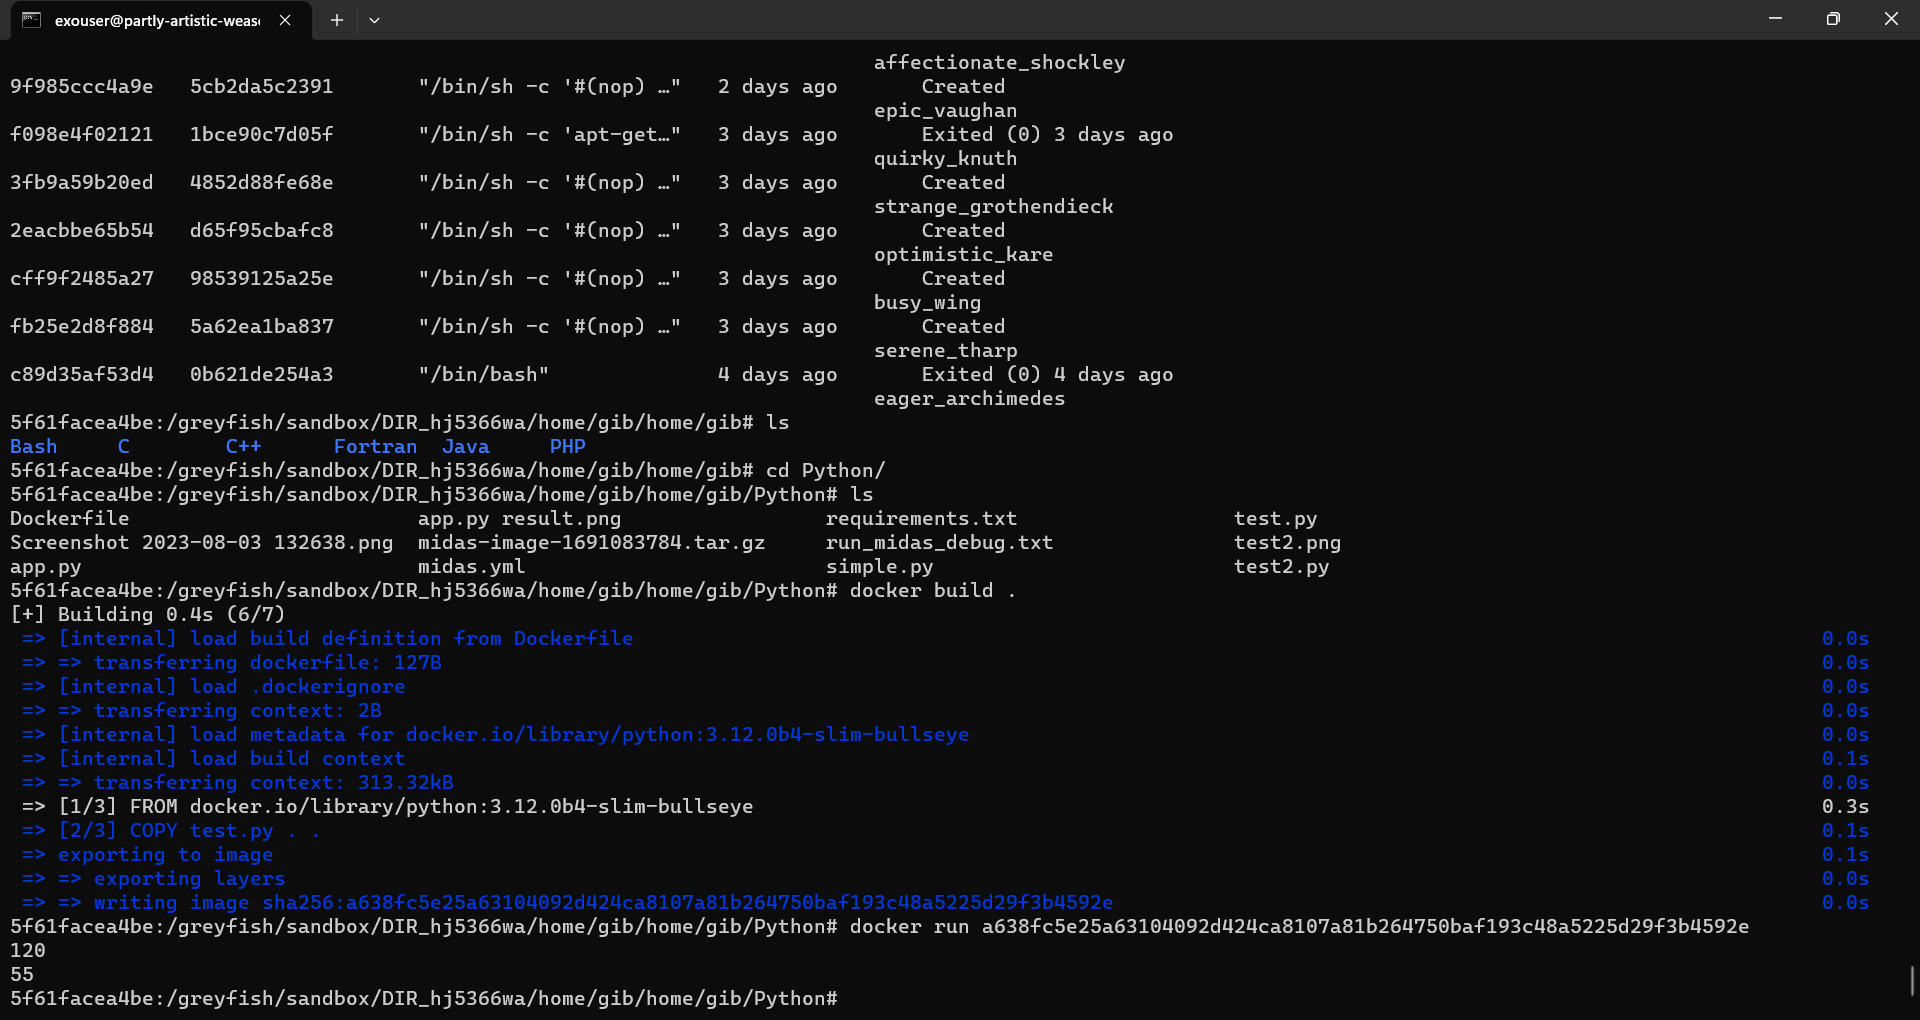 exouser@partly-artistic-weas
affectionate_shockley
9f985ccc4a9e   5cb2da5c2391       "/bin/sh -c '#(nop) …"   2 days ago       Created
epic_vaughan
f098e4f02121   1bce90c7d05f       "/bin/sh -c 'apt-get…"   3 days ago       Exited (0) 3 days ago
quirky_knuth
3fb9a59b20ed   4852d88fe68e       "/bin/sh -c '#(nop) …"   3 days ago       Created
strange_grothendieck
2eacbbe65b54   d65f95cbafc8       "/bin/sh -c '#(nop) …"   3 days ago       Created
optimistic_kare
cff9f2485a27   98539125a25e       "/bin/sh -c '#(nop) …"   3 days ago       Created
busy_wing
fb25e2d8f884   5a62ea1ba837       "/bin/sh -c '#(nop) …"   3 days ago       Created
serene_tharp
c89d35af53d4   0b621de254a3       "/bin/bash"              4 days ago       Exited (0) 4 days ago
eager_archimedes
5f61facea4be:/greyfish/sandbox/DIR_hj5366wa/home/gib/home/gib# ls
Bash     C        C++      Fortran  Java     PHP
5f61facea4be:/greyfish/sandbox/DIR_hj5366wa/home/gib/home/gib# cd Python/
5f61facea4be:/greyfish/sandbox/DIR_hj5366wa/home/gib/home/gib/Python# ls
Dockerfile                        app.py result.png                 requirements.txt                  test.py
Screenshot 2023-08-03 132638.png  midas-image-1691083784.tar.gz     run_midas_debug.txt               test2.png
app.py                            midas.yml                         simple.py                         test2.py
5f61facea4be:/greyfish/sandbox/DIR_hj5366wa/home/gib/home/gib/Python# docker build .
[+] Building 0.4s (6/7)
=> [internal] load build definition from Dockerfile 0.0s
=> => transferring dockerfile: 127B 0.0s
=> [internal] load .dockerignore 0.0s
=> => transferring context: 2B 0.0s
=> [internal] load metadata for docker.io/library/python:3.12.0b4-slim-bullseye 0.0s
=> [internal] load build context 0.1s
=> => transferring context: 313.32kB 0.0s
=> [1/3] FROM docker.io/library/python:3.12.0b4-slim-bullseye 0.3s
=> [2/3] COPY test.py . . 0.1s
=> exporting to image 0.1s
=> => exporting layers 0.0s
=> => writing image sha256:a638fc5e25a63104092d424ca8107a81b264750baf193c48a5225d29f3b4592e 0.0s
5f61facea4be:/greyfish/sandbox/DIR_hj5366wa/home/gib/home/gib/Python# docker run a638fc5e25a63104092d424ca8107a81b264750baf193c48a5225d29f3b4592e
120
55
5f61facea4be:/greyfish/sandbox/DIR_hj5366wa/home/gib/home/gib/Python#